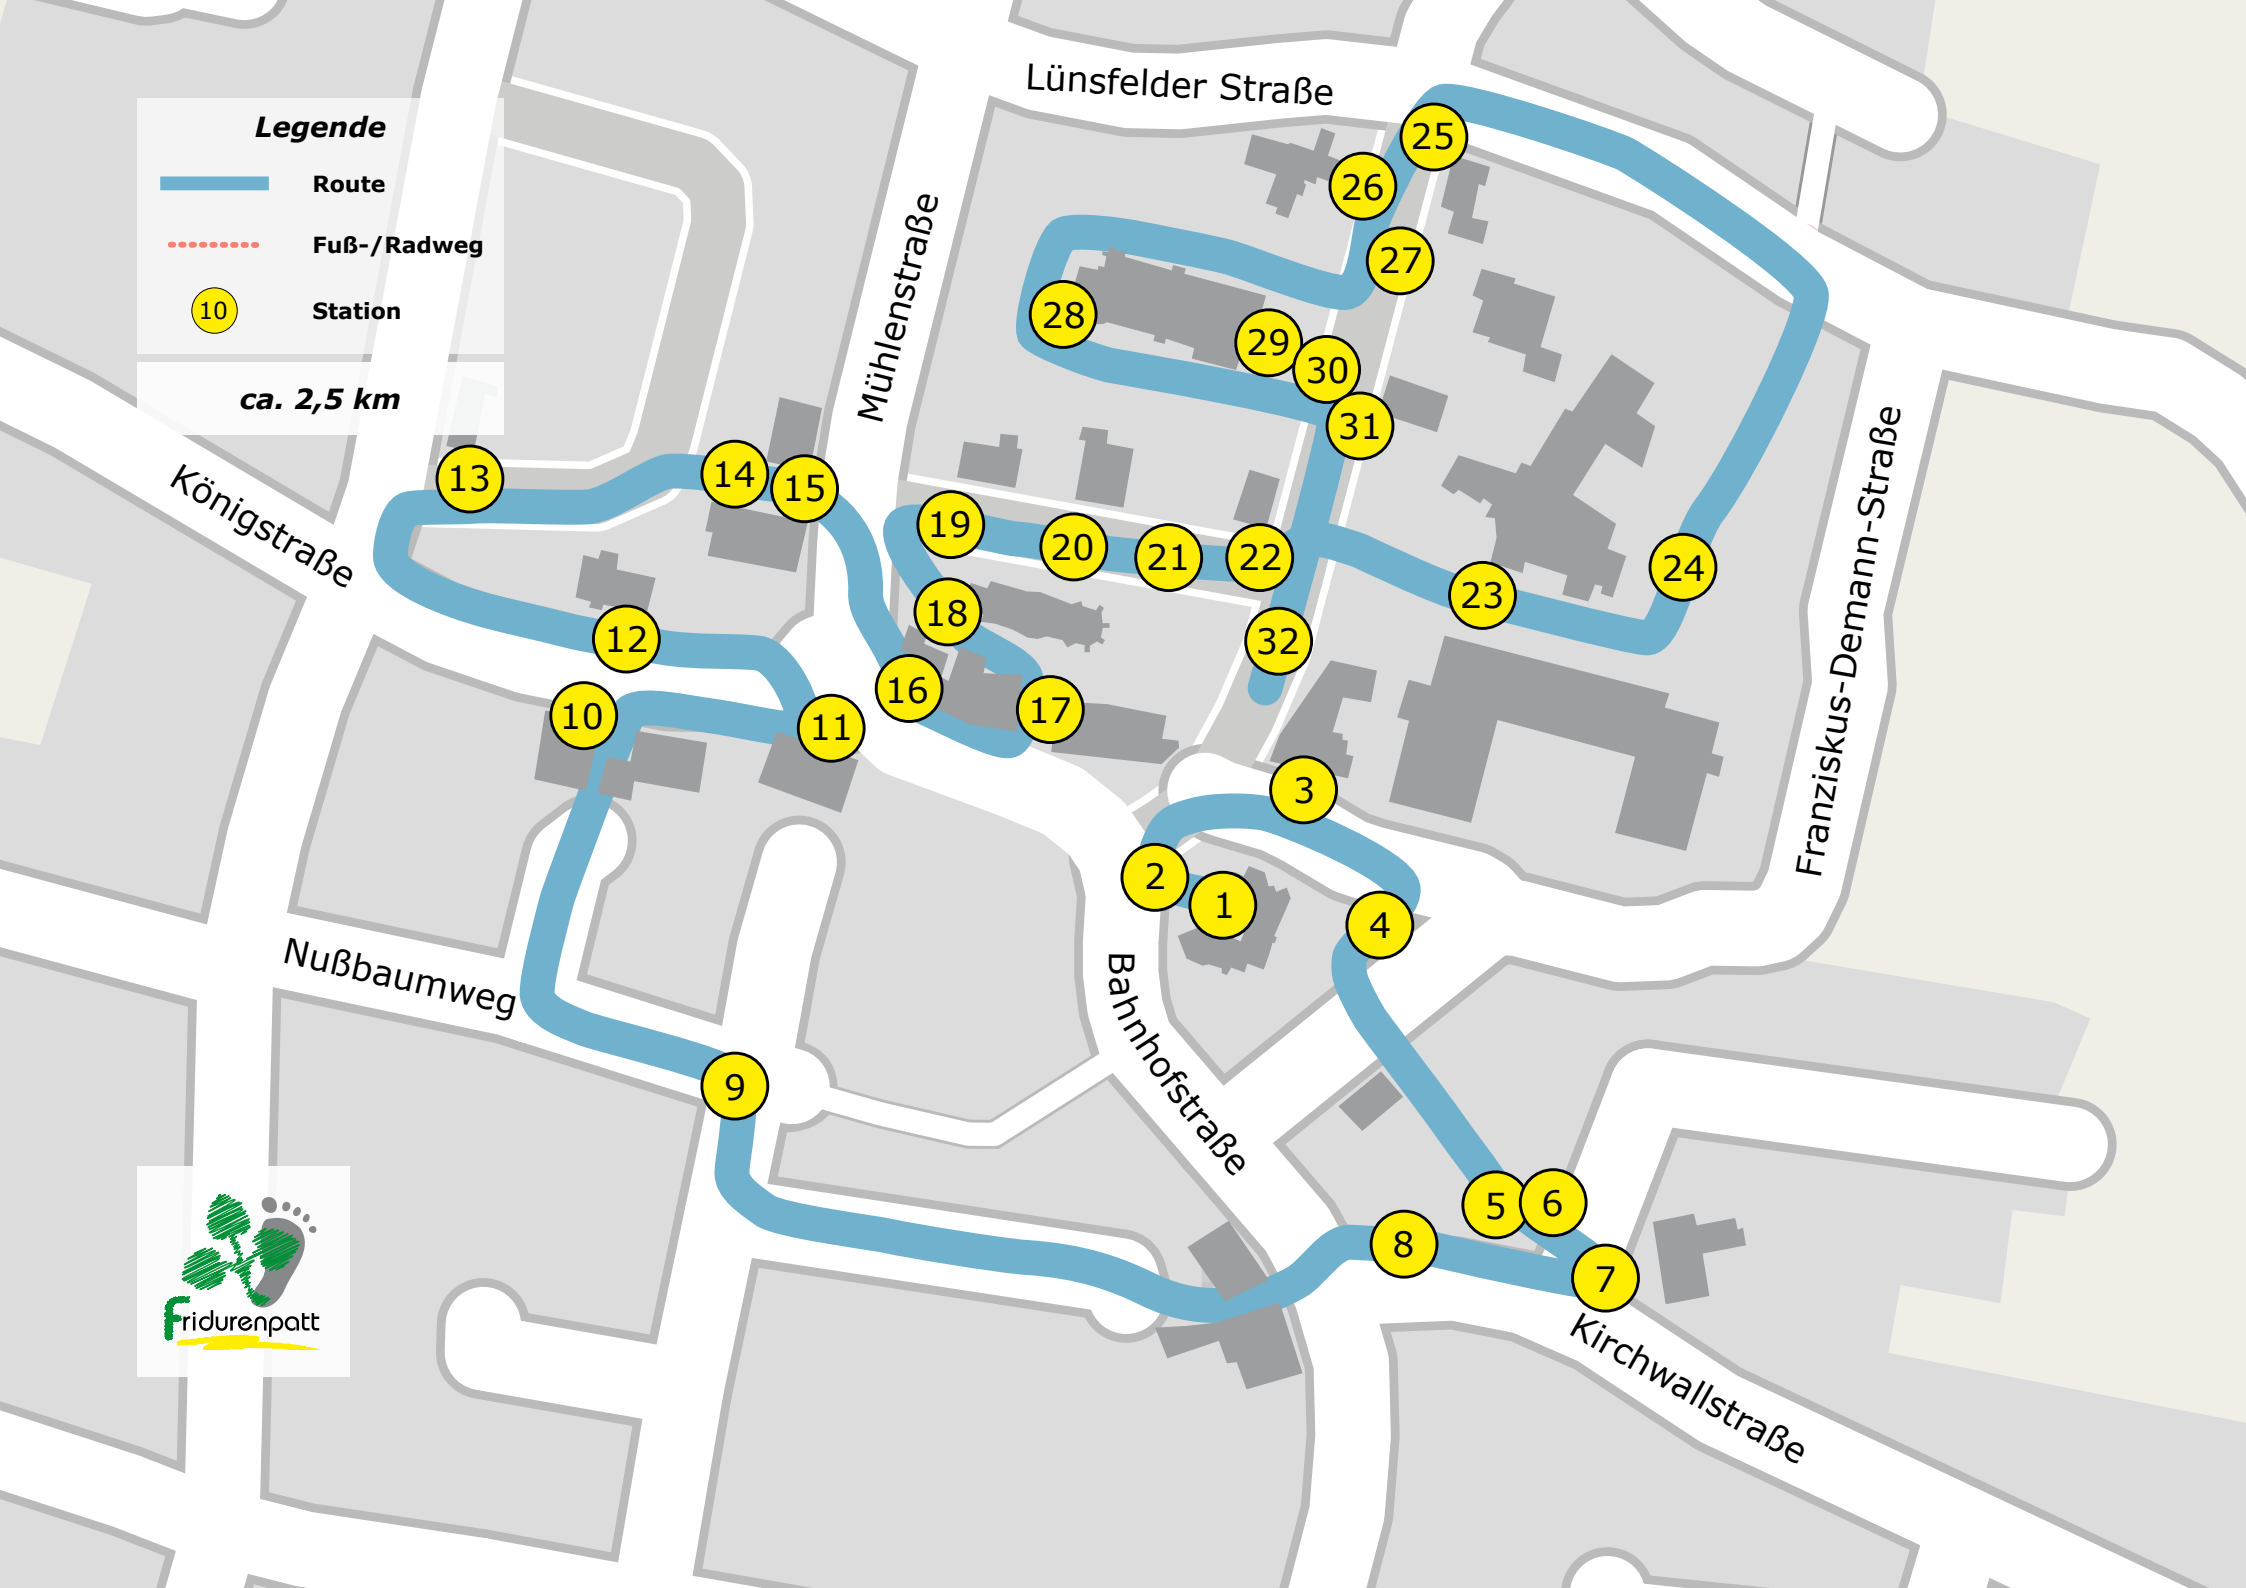 Lünsfelder Straße
Legende
Route
Fuß-/Radweg
10 Station
ca. 2,5 km
Mühlenstraße
Königstraße
Franziskus-Demann-Straße
Nußbaumweg
Bahnhofstraße
Kirchwallstraße
Fridurenpatt
25
26
27
28
29
30
31
13
14
15
19
20
21
22
23
24
18
32
12
16
17
10
11
3
2
1
4
9
5
6
8
7